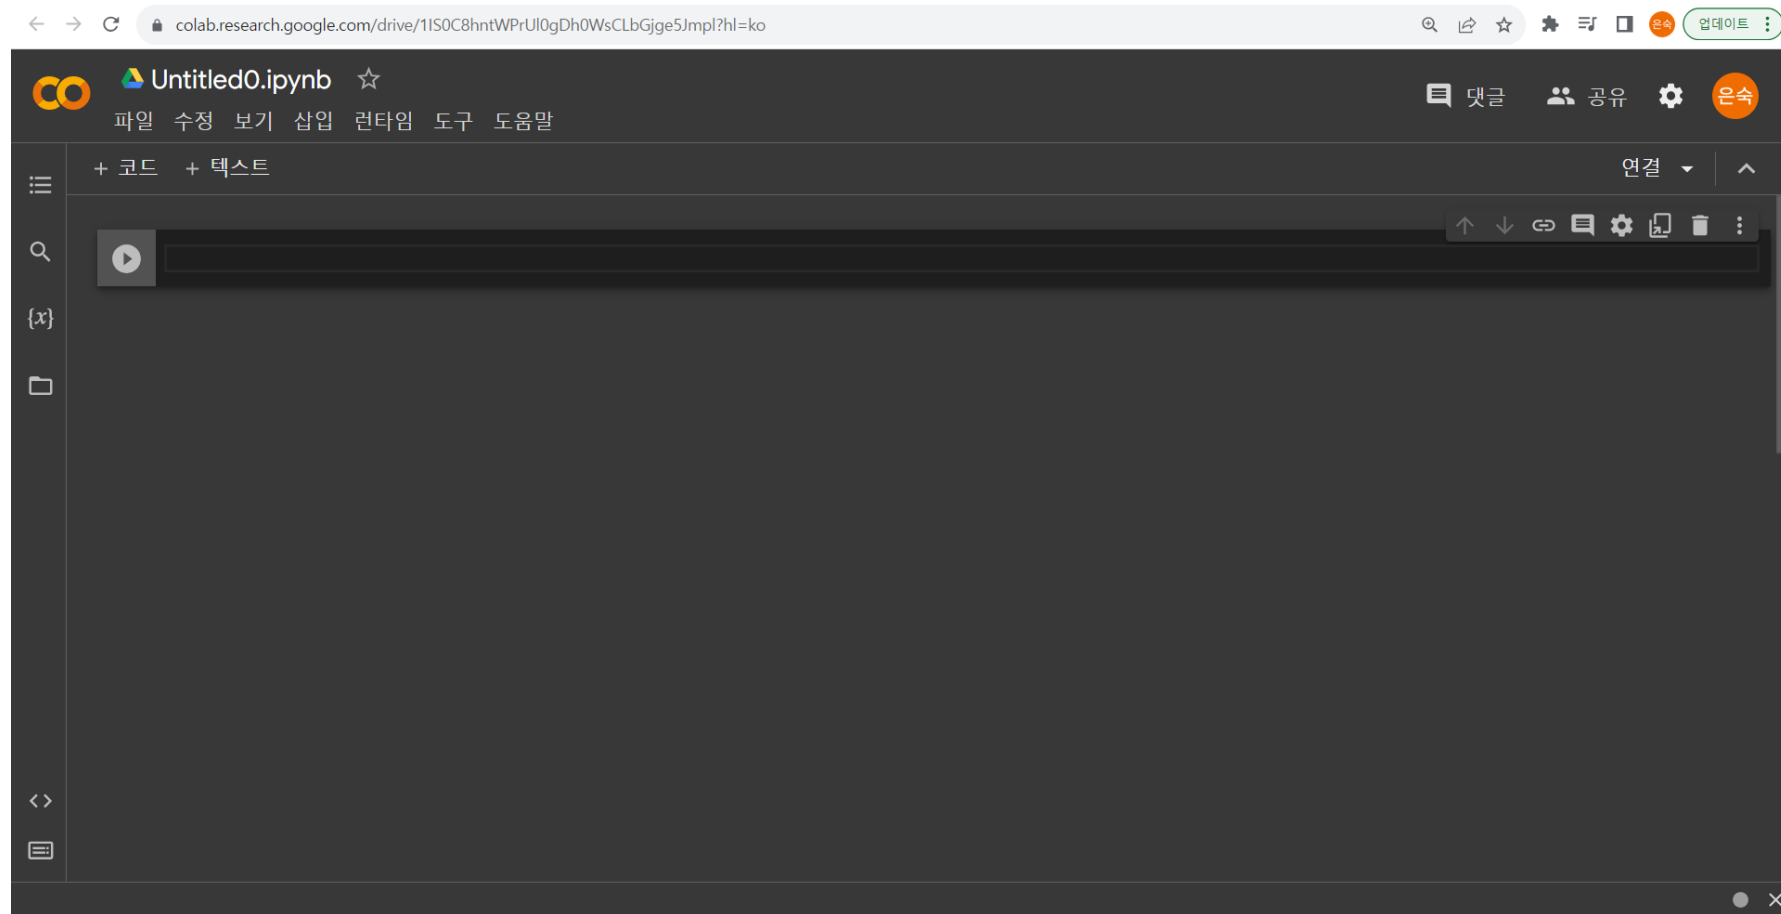 colab.research.google.com/drive/1IS0C8hntWPrUl0gDh0WsCLbGjge5Jmpl?hl=ko
은숙
업데이트
Untitled0.ipynb
댓글
공유
은숙
파일 수정 보기 삽입 런타임 도구 도움말
+ 코드 + 텍스트
연결
{x}